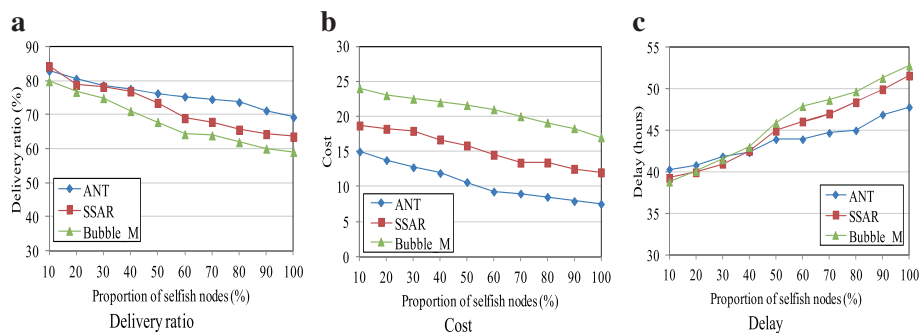 a
90
80
70
60
50
40
30
Delivery ratio (%)
ANT
SSAR
Bubble_M
10 20 30 40 50 60 70 80 90 100
Proportion of selfish nodes (%)
Delivery ratio
b
30
25
20
15
10
5
0
Cost
ANT
SSAR
Bubble_M
10 20 30 40 50 60 70 80 90 100
Proportion of selfish nodes (%)
Cost
c
55
50
45
40
35
30
Delay (hours)
ANT
SSAR
Bubble_M
10 20 30 40 50 60 70 80 90 100
Proportion of selfish nodes (%)
Delay